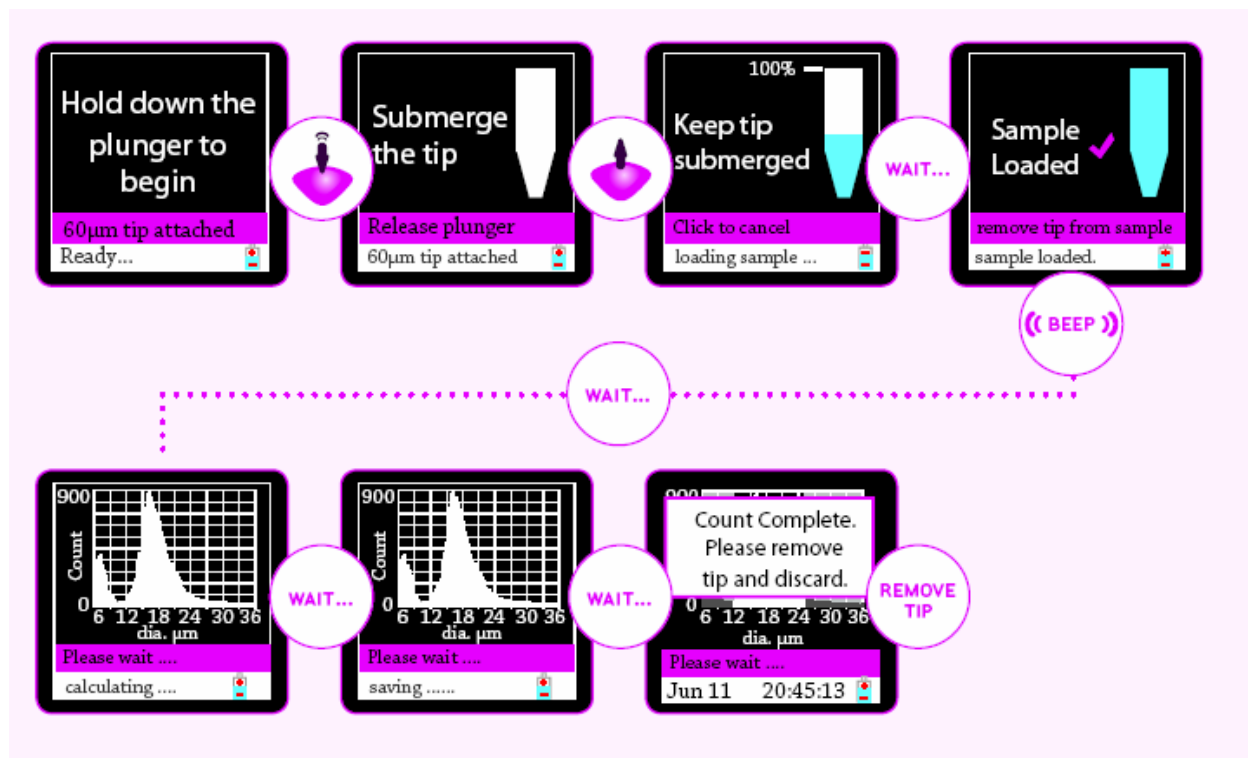 Hold down the
plunger to
begin
60µm tip attached
Ready...
Submerge
the tip
Release plunger
60µm tip attached
100%
Keep tip
submerged
Click to cancel
loading sample ...
WAIT...
Sample
Loaded
remove tip from sample
sample loaded.
(( BEEP ))
WAIT...
900
Count
0
6 12 18 24 30 36
dia. µm
Please wait ....
calculating ....
WAIT...
900
Count
0
6 12 18 24 30 36
dia. µm
Please wait ....
saving ......
WAIT...
900
Count Complete.
Please remove
tip and discard.
0
6 12 18 24 30 36
dia. µm
Please wait ....
Jun 11 20:45:13
REMOVE
TIP